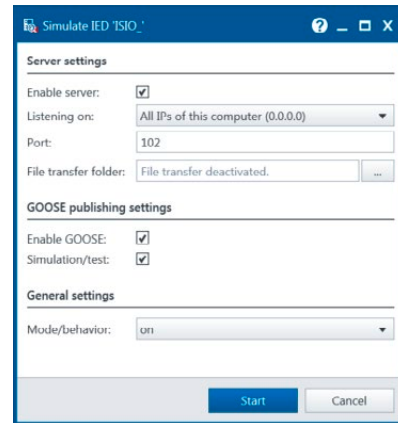 Simulate IED 'ISIO_'
Server settings
Enable server:
Listening on: All IPs of this computer (0.0.0.0)
Port: 102
File transfer folder: File transfer deactivated. ...
GOOSE publishing settings
Enable GOOSE:
Simulation/test:
General settings
Mode/behavior: on
Start Cancel